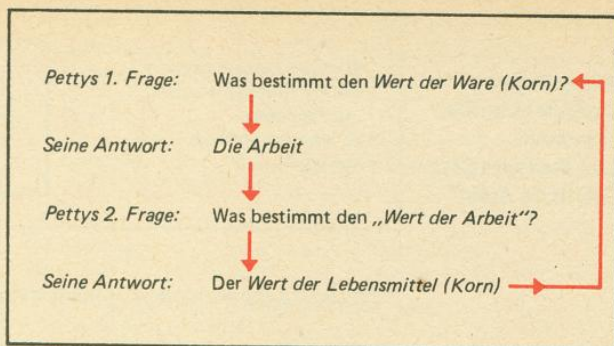 Pettys 1. Frage: Was bestimmt den Wert der Ware (Korn)?
Seine Antwort: Die Arbeit
Pettys 2. Frage: Was bestimmt den „Wert der Arbeit“?
Seine Antwort: Der Wert der Lebensmittel (Korn)